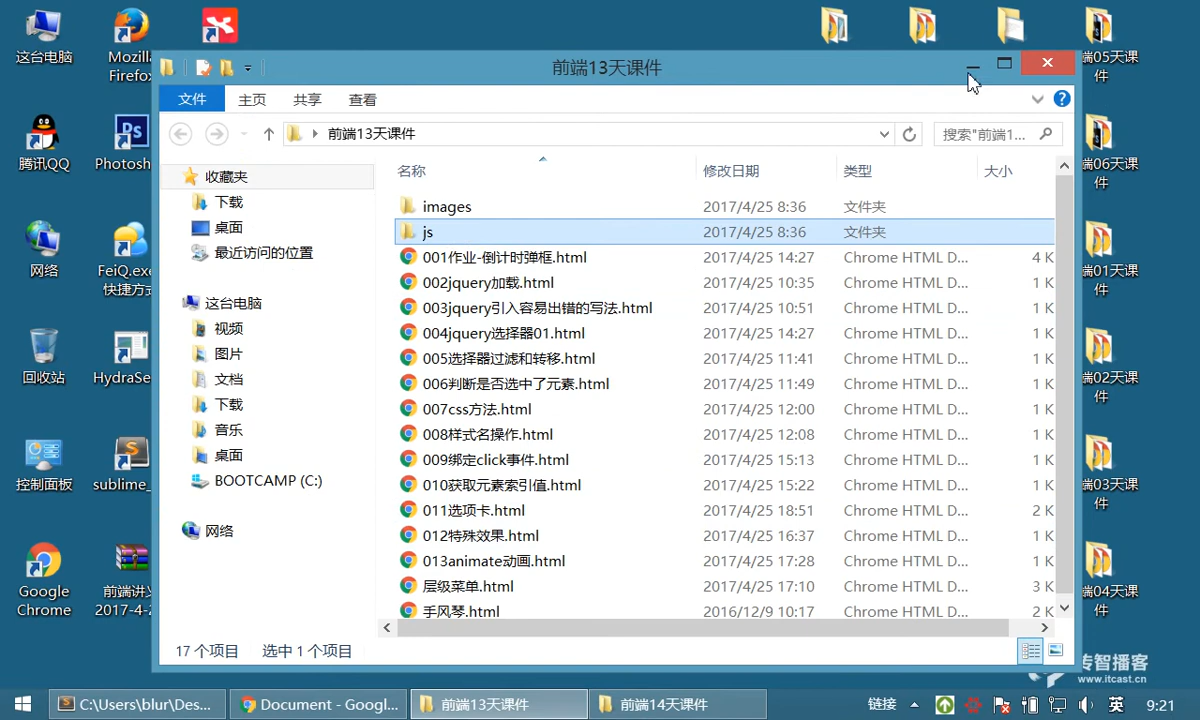 这台电脑
Mozilla
Firefox
端05天课
件
前端13天课件
文件
主页
共享
查看
腾讯QQ
Photosh
前端13天课件
搜索"前端1...
端06天课
件
收藏夹
下载
桌面
最近访问的位置
名称
修改日期
类型
大小
images 2017/4/25 8:36 文件夹
js 2017/4/25 8:36 文件夹
001作业-倒计时弹框.html 2017/4/25 14:27 Chrome HTML D... 4 K
002jquery加载.html 2017/4/25 10:35 Chrome HTML D... 1 K
003jquery引入容易出错的写法.html 2017/4/25 10:51 Chrome HTML D... 1 K
004jquery选择器01.html 2017/4/25 14:27 Chrome HTML D... 1 K
005选择器过滤和转移.html 2017/4/25 11:41 Chrome HTML D... 1 K
006判断是否选中了元素.html 2017/4/25 11:49 Chrome HTML D... 1 K
007css方法.html 2017/4/25 12:00 Chrome HTML D... 1 K
008样式名操作.html 2017/4/25 12:08 Chrome HTML D... 1 K
009绑定click事件.html 2017/4/25 15:13 Chrome HTML D... 1 K
010获取元素索引值.html 2017/4/25 15:22 Chrome HTML D... 1 K
011选项卡.html 2017/4/25 18:51 Chrome HTML D... 2 K
012特殊效果.html 2017/4/25 16:37 Chrome HTML D... 1 K
013animate动画.html 2017/4/25 17:28 Chrome HTML D... 1 K
层级菜单.html 2017/4/25 17:10 Chrome HTML D... 3 K
手风琴.html 2016/12/9 10:17 Chrome HTML D... 2 K
这台电脑
视频
图片
文档
下载
音乐
桌面
BOOTCAMP (C:)
网络
17 个项目
选中 1 个项目
网络
FeiQ.exe
快捷方式
端01天课
件
回收站
HydraSe
端02天课
件
控制面板
sublime_
端03天课
件
Google
Chrome
前端讲义
2017-4-2
端04天课
件
传智播客
www.itcast.cn
C:\Users\blur\Des...
Document - Googl...
前端13天课件
前端14天课件
链接
英
9:21